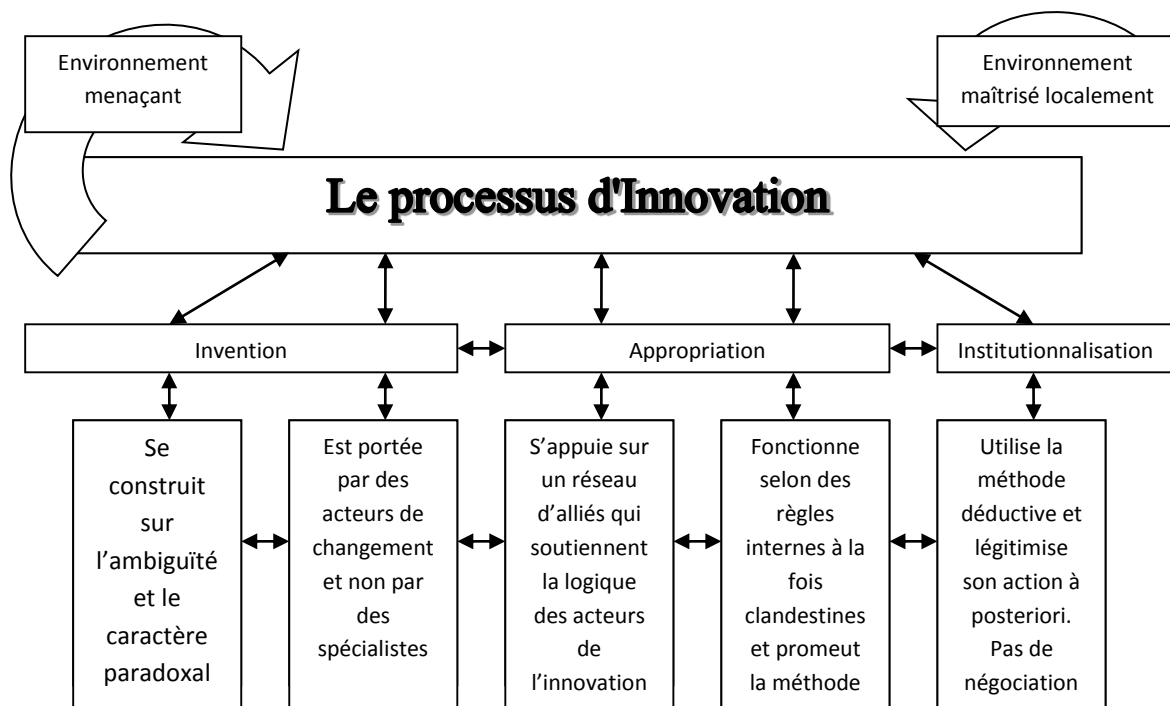 Environnement
menaçant
Environnement
maîtrisé localement
Le processus d'Innovation
Invention
Appropriation
Institutionnalisation
Se
construit
sur
l’ambiguïté
et le
caractère
paradoxal
Est portée
par des
acteurs de
changement
et non par
des
spécialistes
S’appuie sur
un réseau
d’alliés qui
soutiennent
la logique
des acteurs
de
l’innovation
Fonctionne
selon des
règles
internes à la
fois
clandestines
et promeut
la méthode
Utilise la
méthode
déductive et
légitimise
son action à
posteriori.
Pas de
négociation